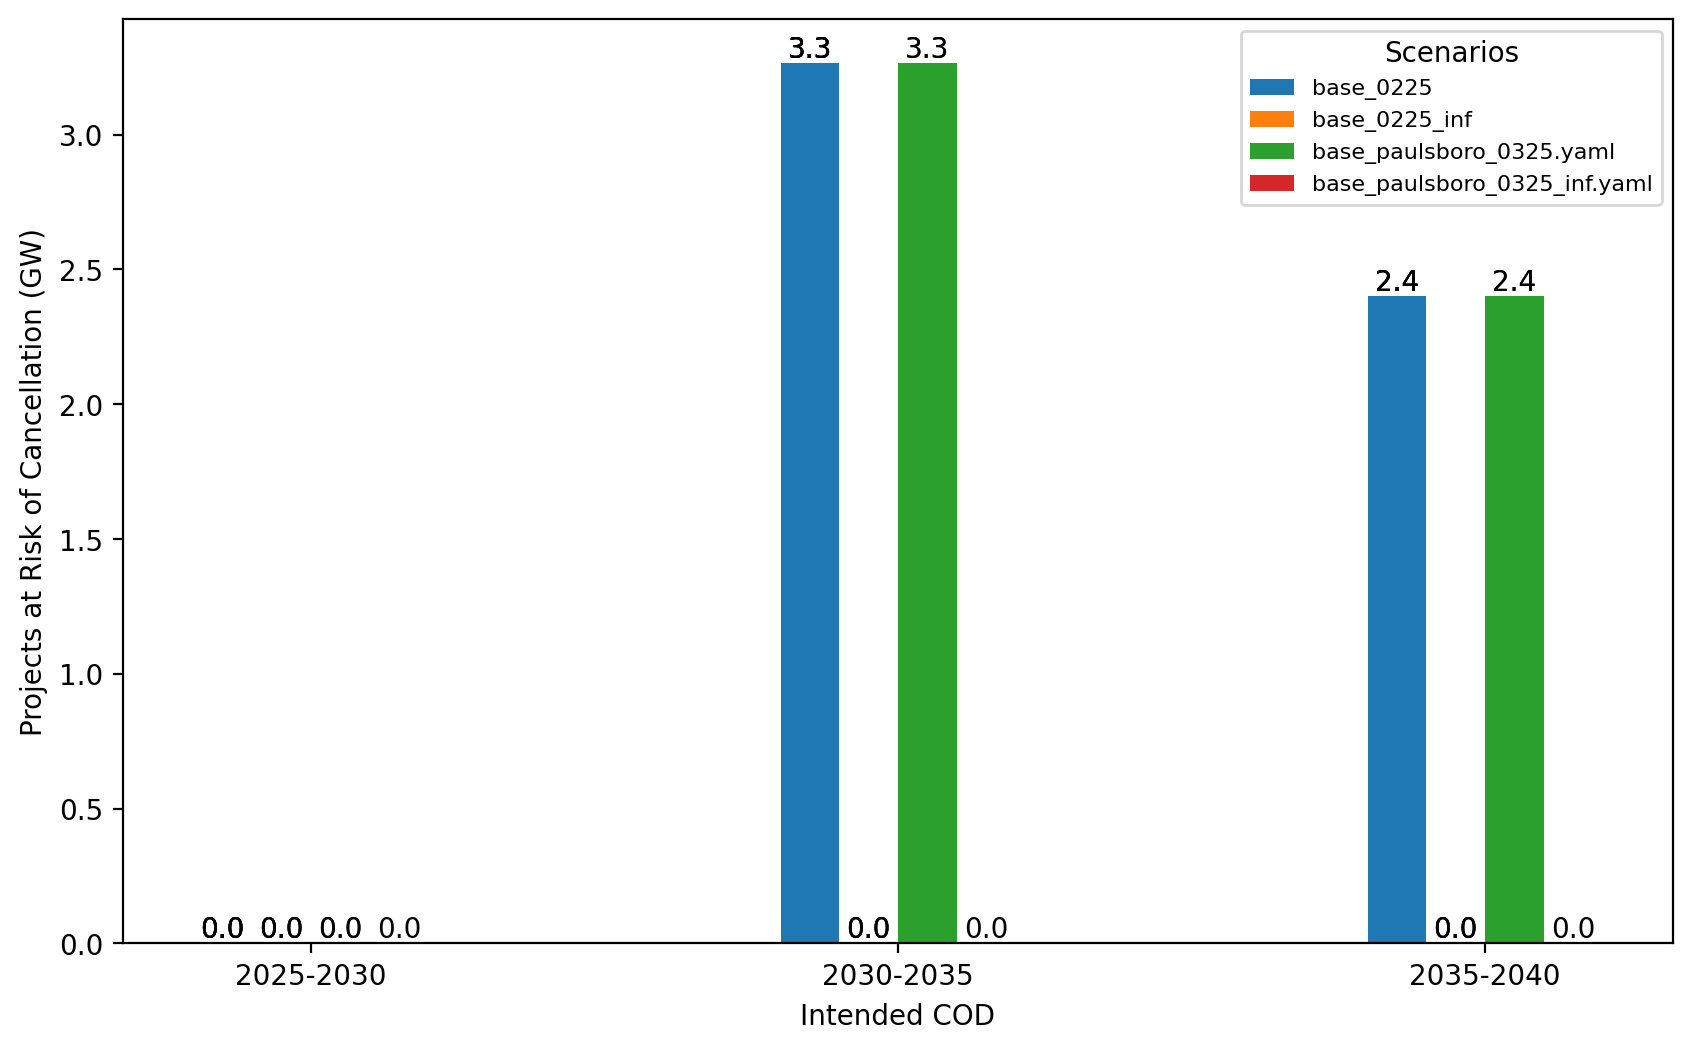 3.3
3.3
Scenarios
base_0225
base_0225_inf
base_paulsboro_0325.yaml
base_paulsboro_0325_inf.yaml
Projects at Risk of Cancellation (GW)
3.0
2.5
2.0
1.5
1.0
0.5
0.0
2.4
2.4
0.0 0.0 0.0 0.0
0.0
0.0
0.0
0.0
2025-2030
2030-2035
2035-2040
Intended COD